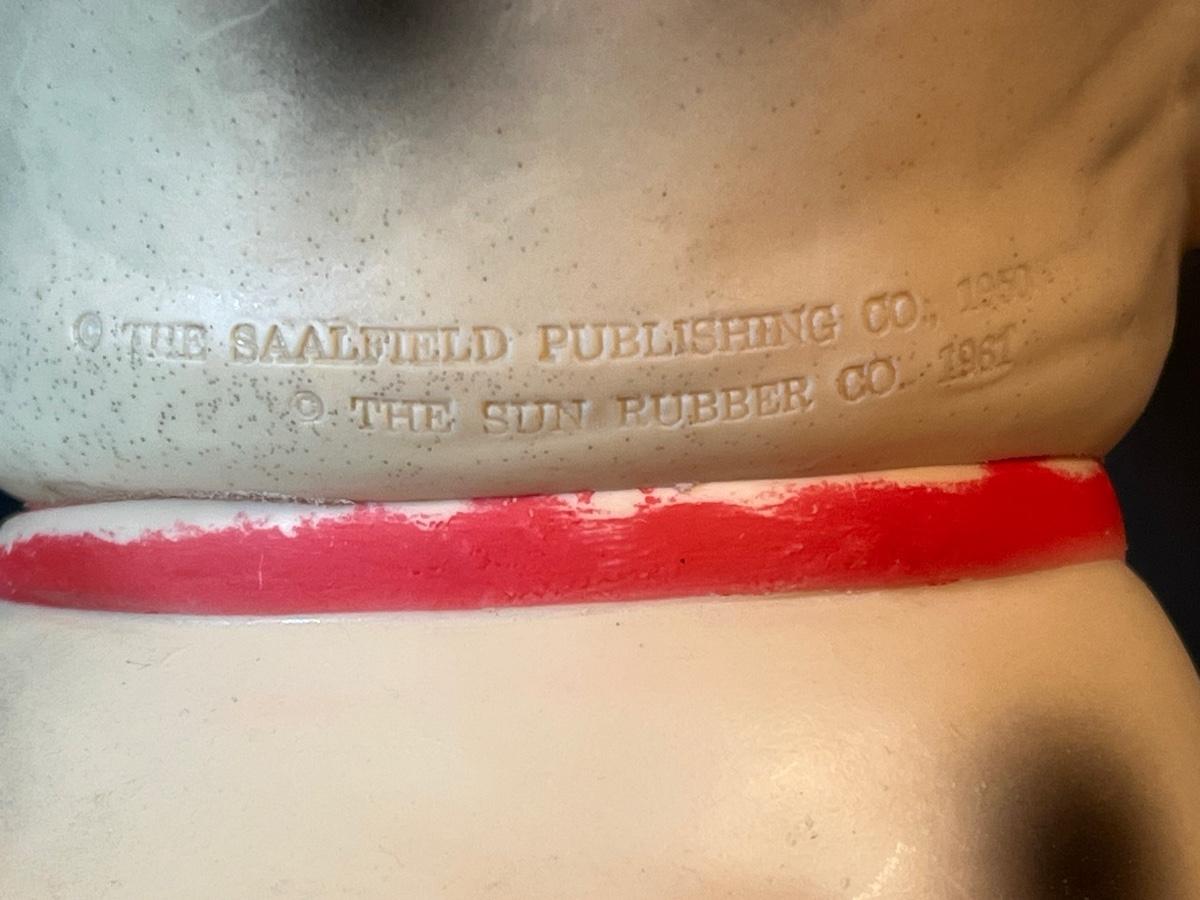 © THE SAALFIELD PUBLISHING CO., 1950
© THE SUN RUBBER CO. 1961